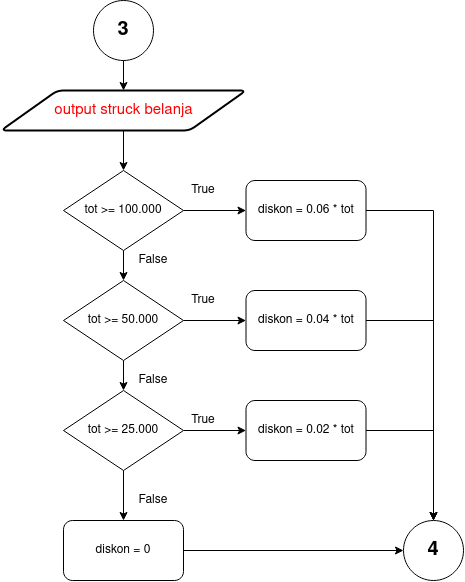 3
output struck belanja
True
tot >= 100.000
diskon = 0.06 * tot
False
True
tot >= 50.000
diskon = 0.04 * tot
False
True
tot >= 25.000
diskon = 0.02 * tot
False
diskon = 0
4